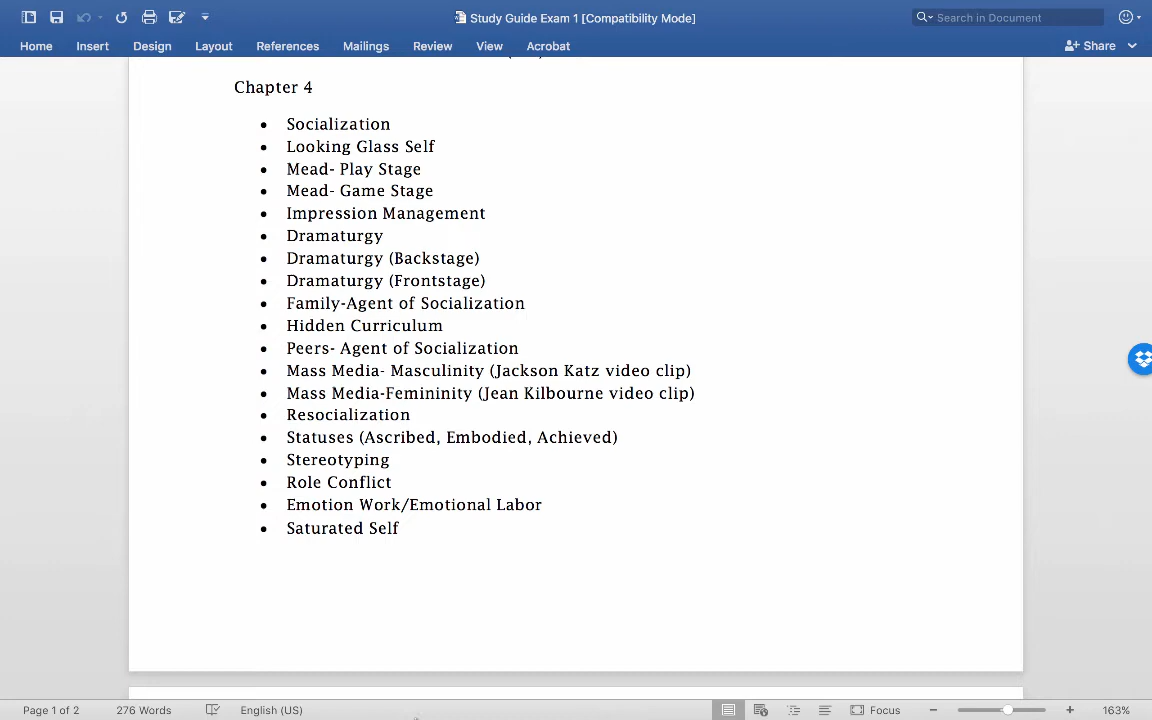 Study Guide Exam 1 [Compatibility Mode]
Search in Document
Home Insert Design Layout References Mailings Review View Acrobat Share
Chapter 4
• Socialization
• Looking Glass Self
• Mead- Play Stage
• Mead- Game Stage
• Impression Management
• Dramaturgy
• Dramaturgy (Backstage)
• Dramaturgy (Frontstage)
• Family-Agent of Socialization
• Hidden Curriculum
• Peers- Agent of Socialization
• Mass Media- Masculinity (Jackson Katz video clip)
• Mass Media-Femininity (Jean Kilbourne video clip)
• Resocialization
• Statuses (Ascribed, Embodied, Achieved)
• Stereotyping
• Role Conflict
• Emotion Work/Emotional Labor
• Saturated Self
Page 1 of 2 276 Words English (US) Focus 163%